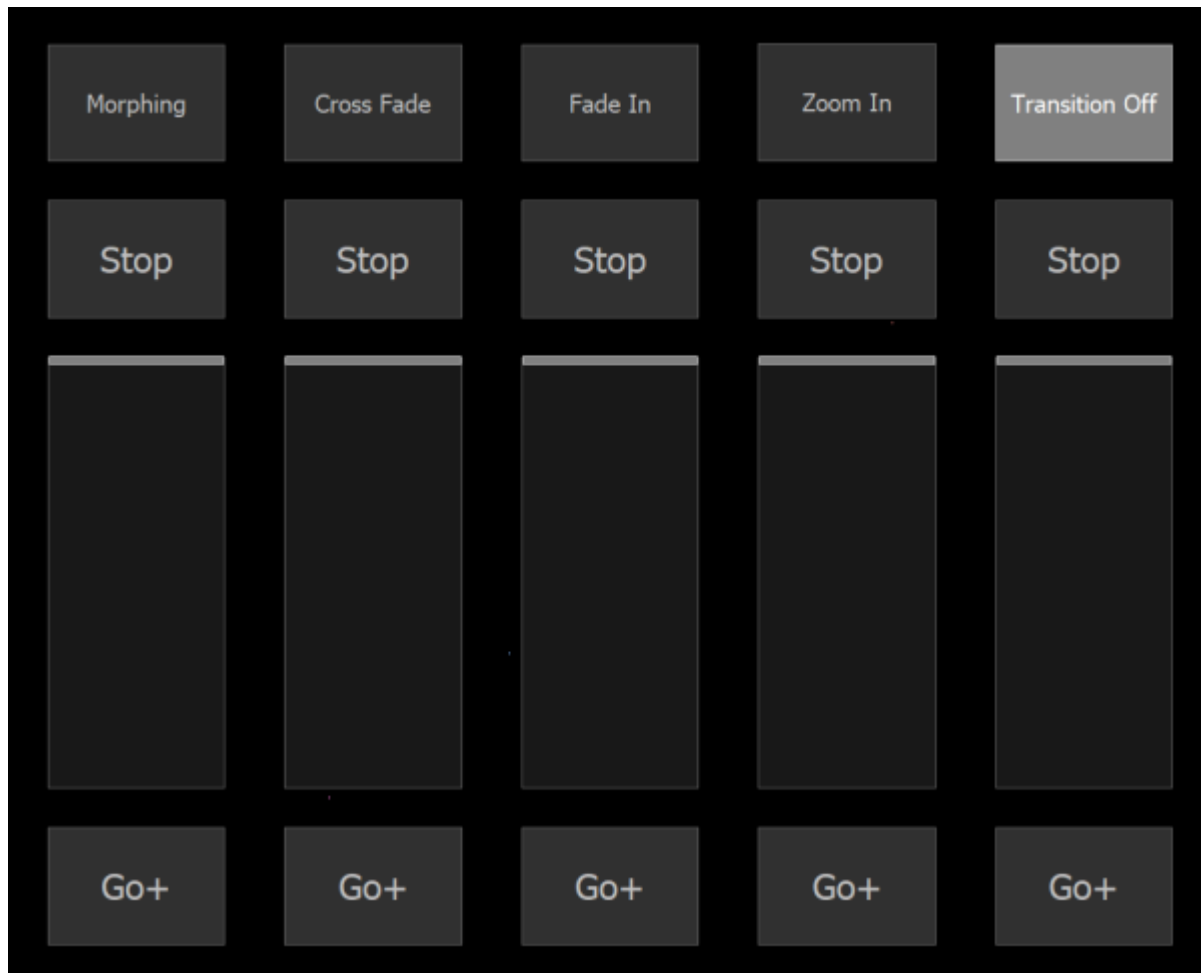 Morphing
Cross Fade
Fade In
Zoom In
Transition Off
Stop
Stop
Stop
Stop
Stop
Go+
Go+
Go+
Go+
Go+